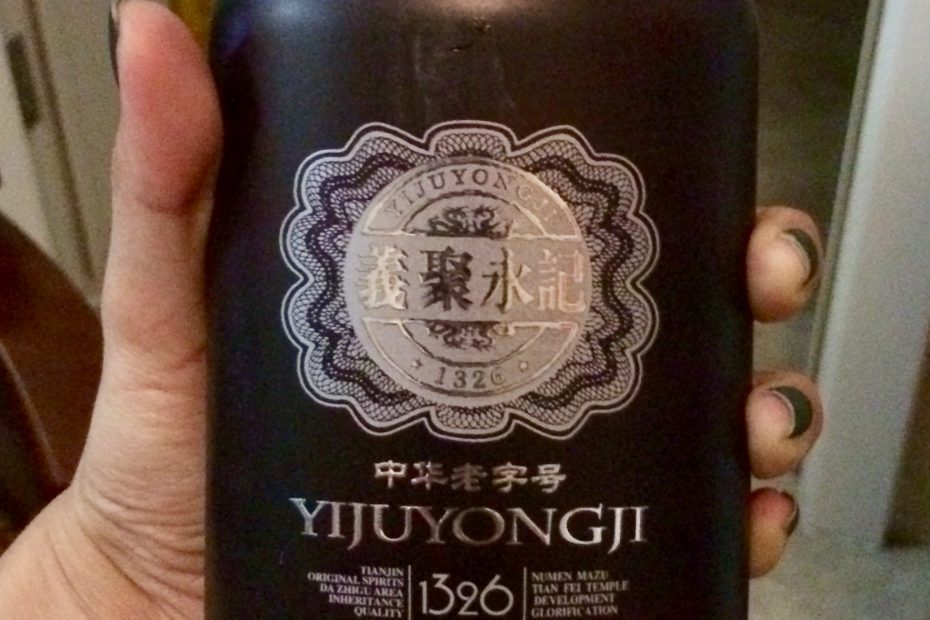 YIJUYONGJI
義聚永記
1326
中华老字号
YIJUYONGJI
TIANJIN
ORIGINAL SPIRITS
DA ZHIGU AREA
INHERITANCE
QUALITY
1326
NUMEN MAZU
TIAN FEI TEMPLE
DEVELOPMENT
GLORIFICATION